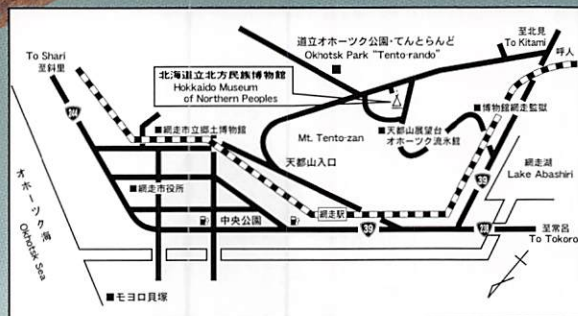 至北見
To Kitami
呼人
道立オホーツク公園・てんとらんど
Okhotsk Park "Tento-rando"
To Shari
至斜里
北海道立北方民族博物館
Hokkaido Museum
of Northern Peoples
244
■網走市立郷土博物館
Mt. Tento-zan
■天都山展望台
オホーツク流氷館
■博物館網走監獄
天都山入口
網走湖
Lake Abashiri
オホーツク海
Okhotsk Sea
■網走市役所
39
中央公園
網走駅
39
238
至常呂
To Tokoro
■モヨロ貝塚